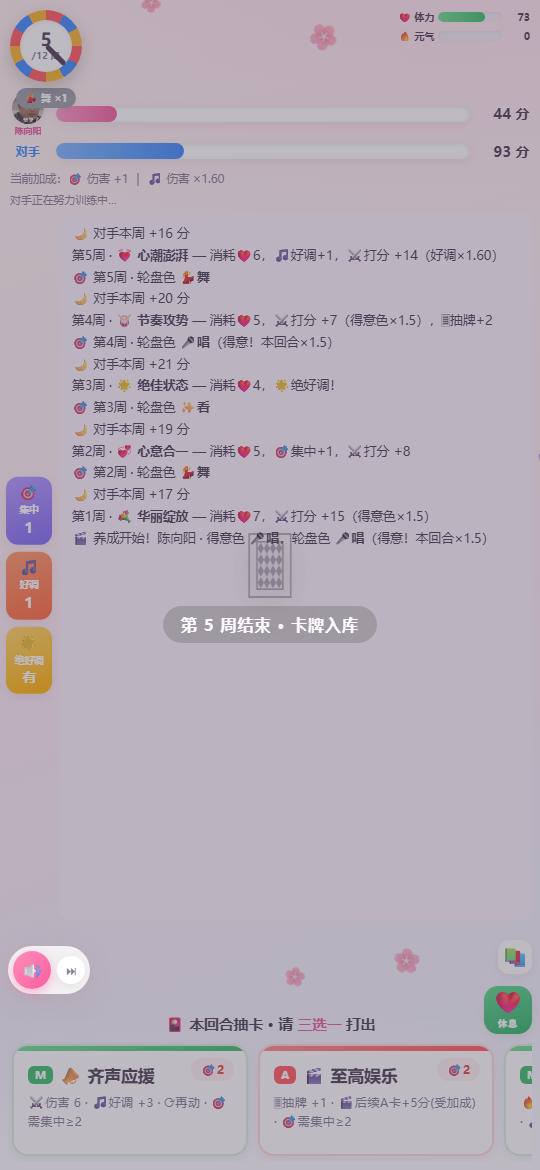 5
/12
体力 73
元气 0
舞 ×1
陈向阳
44 分
对手
93 分
当前加成: 伤害 +1 | 伤害 ×1.60
对手正在努力训练中...
对手本周 +16 分
第5周 · 心潮澎湃 — 消耗 6, 好调+1, 打分 +14（好调×1.60）
第5周 · 轮盘色 舞
对手本周 +20 分
第4周 · 节奏攻势 — 消耗 5, 打分 +7（得意色×1.5）, 抽牌+2
第4周 · 轮盘色 唱（得意! 本回合×1.5）
对手本周 +21 分
第3周 · 绝佳状态 — 消耗 4, 绝好调!
第3周 · 轮盘色 看
对手本周 +19 分
第2周 · 心意合一 — 消耗 5, 集中+1, 打分 +8
第2周 · 轮盘色 舞
对手本周 +17 分
第1周 · 华丽绽放 — 消耗 7, 打分 +15（得意色×1.5）
养成开始! 陈向阳 · 得意色 唱, 轮盘色 唱（得意! 本回合×1.5）
集中
1
好调
1
绝好调
有
第 5 周结束 · 卡牌入库
休息
本回合抽卡 · 请 三选一 打出
M 齐声应援 2
伤害 6 · 好调 +3 · 再动 ·
需集中≥2
A 至高娱乐 2
抽牌 +1 · 后续A卡+5分(受加成)
· 需集中≥2